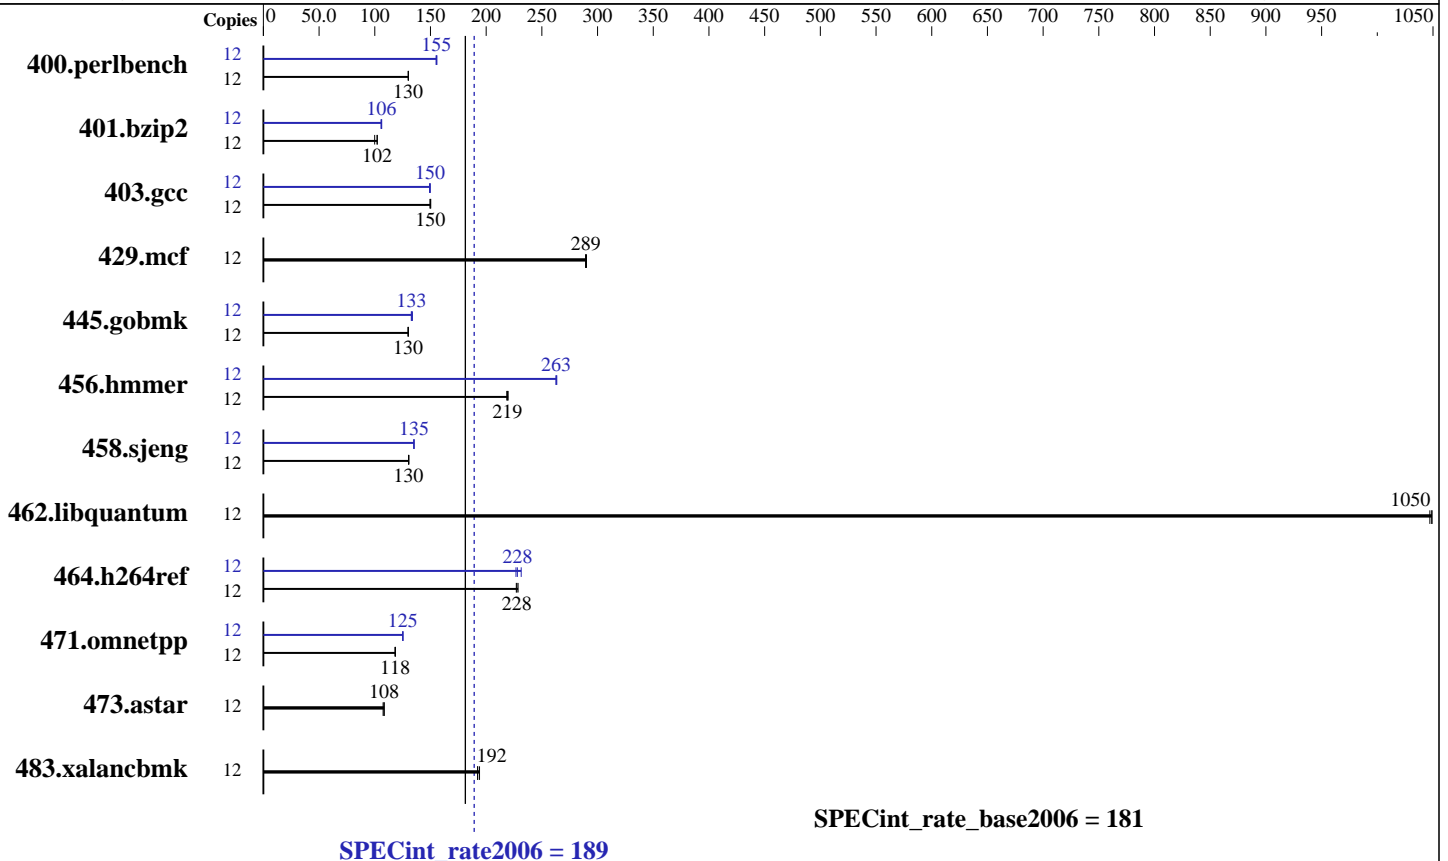 Copies 0 50.0 100 150 200 250 300 350 400 450 500 550 600 650 700 750 800 850 900 950 1050
400.perlbench 12 155
12 130
401.bzip2 12 106
12 102
403.gcc 12 150
12 150
429.mcf 12 289
445.gobmk 12 133
12 130
456.hmmer 12 263
12 219
458.sjeng 12 135
12 130
462.libquantum 12 1050
464.h264ref 12 228
12 228
471.omnetpp 12 125
12 118
473.astar 12 108
483.xalancbmk 12 192
SPECint_rate_base2006 = 181
SPECint_rate2006 = 189